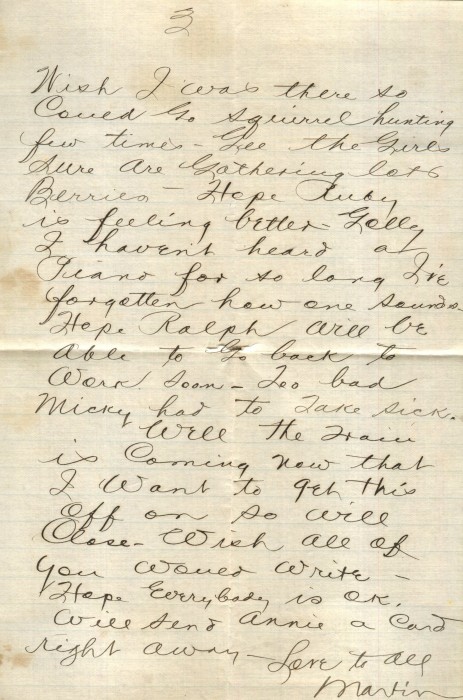 3
Wish I was there so
Could Go squirrel hunting
few times - Gee the Girls
Sure Are Gathering lots
Berries - Hope Ruby
is feeling better - Golly
I havent heard a
Piano for so long I've
forgotten how one sounds
Hope Ralph will be
Able to Go back to
Work Soon - Too bad
Micky had to Take sick.
Well the train
is Coming now that
I Want to get this
Off on so will
Close - Wish all of
you would write -
Hope Everybody is OK.
Will Send Annie a Card
right away - Love to all
Martin